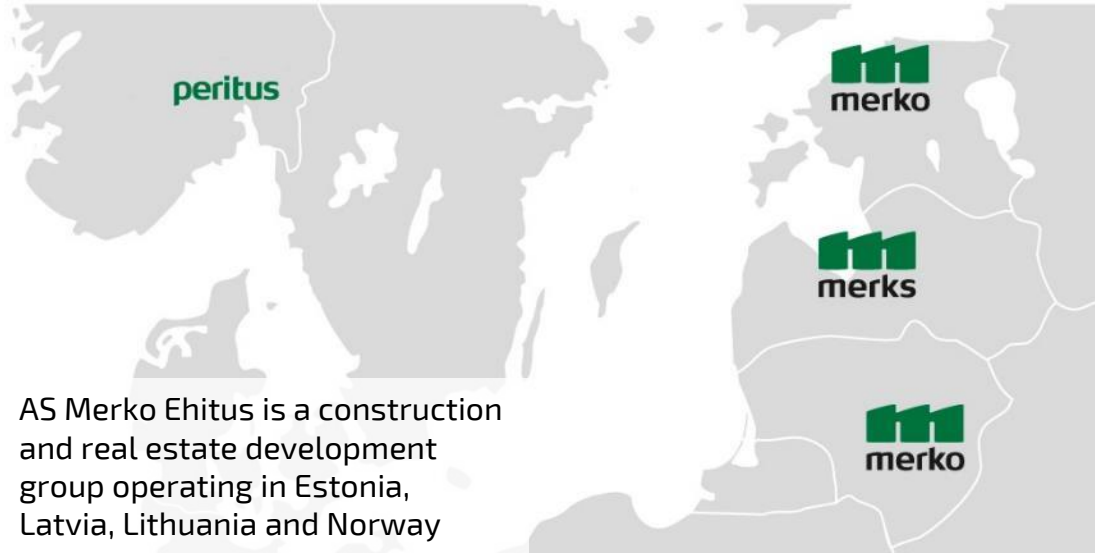 peritus
merko
merks
merko
AS Merko Ehitus is a construction
and real estate development
group operating in Estonia,
Latvia, Lithuania and Norway